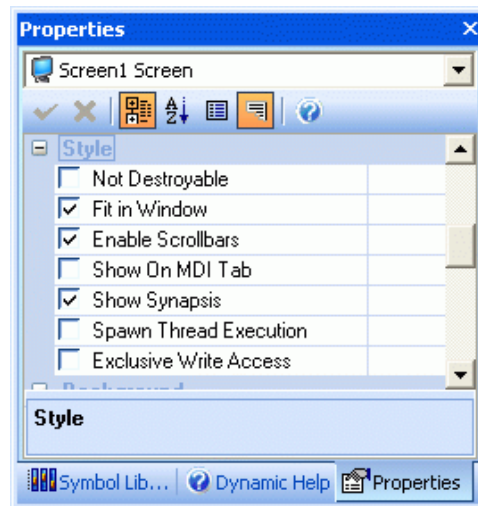 Properties
Screen1 Screen
Style
Not Destroyable
Fit in Window
Enable Scrollbars
Show On MDI Tab
Show Synapsis
Spawn Thread Execution
Exclusive Write Access
Background
Style
Symbol Lib... Dynamic Help Properties